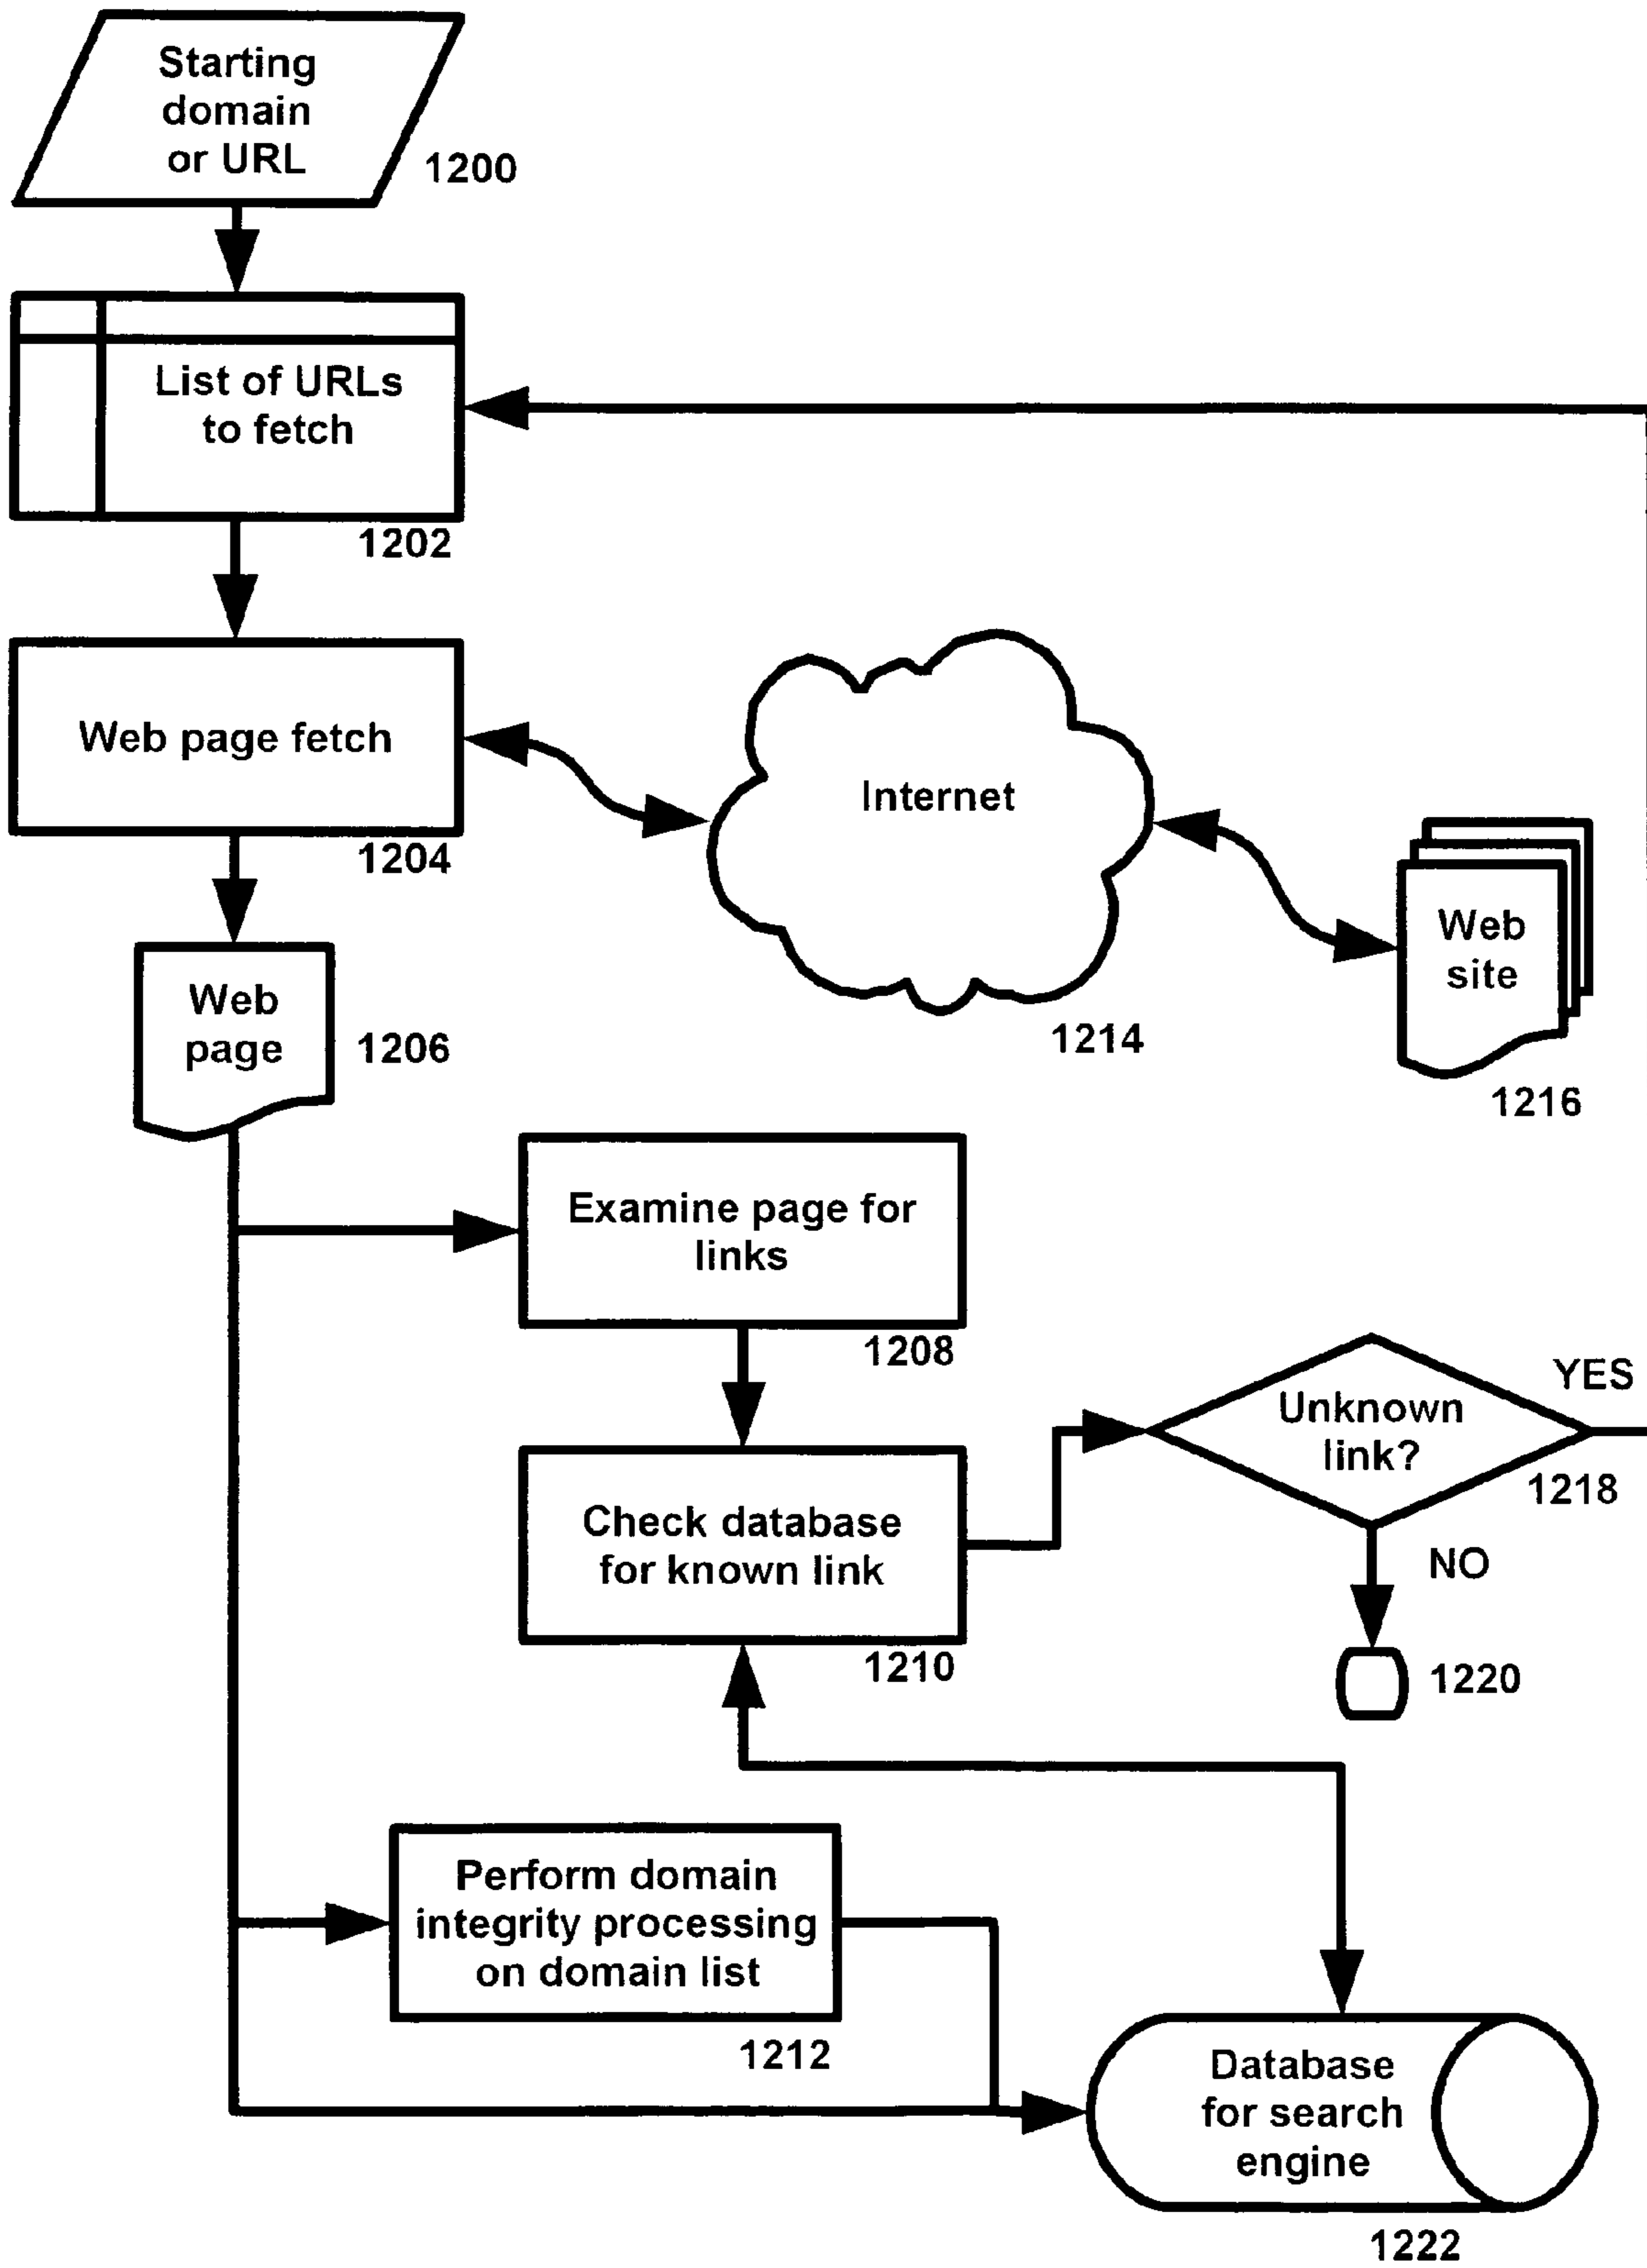 Starting
domain
or URL
1200
List of URLs
to fetch
1202
Web page fetch
1204
Internet
1214
Web
site
1216
Web
page
1206
Examine page for
links
1208
Unknown
link?
YES
1218
NO
1220
Check database
for known link
1210
Perform domain
integrity processing
on domain list
1212
Database
for search
engine
1222